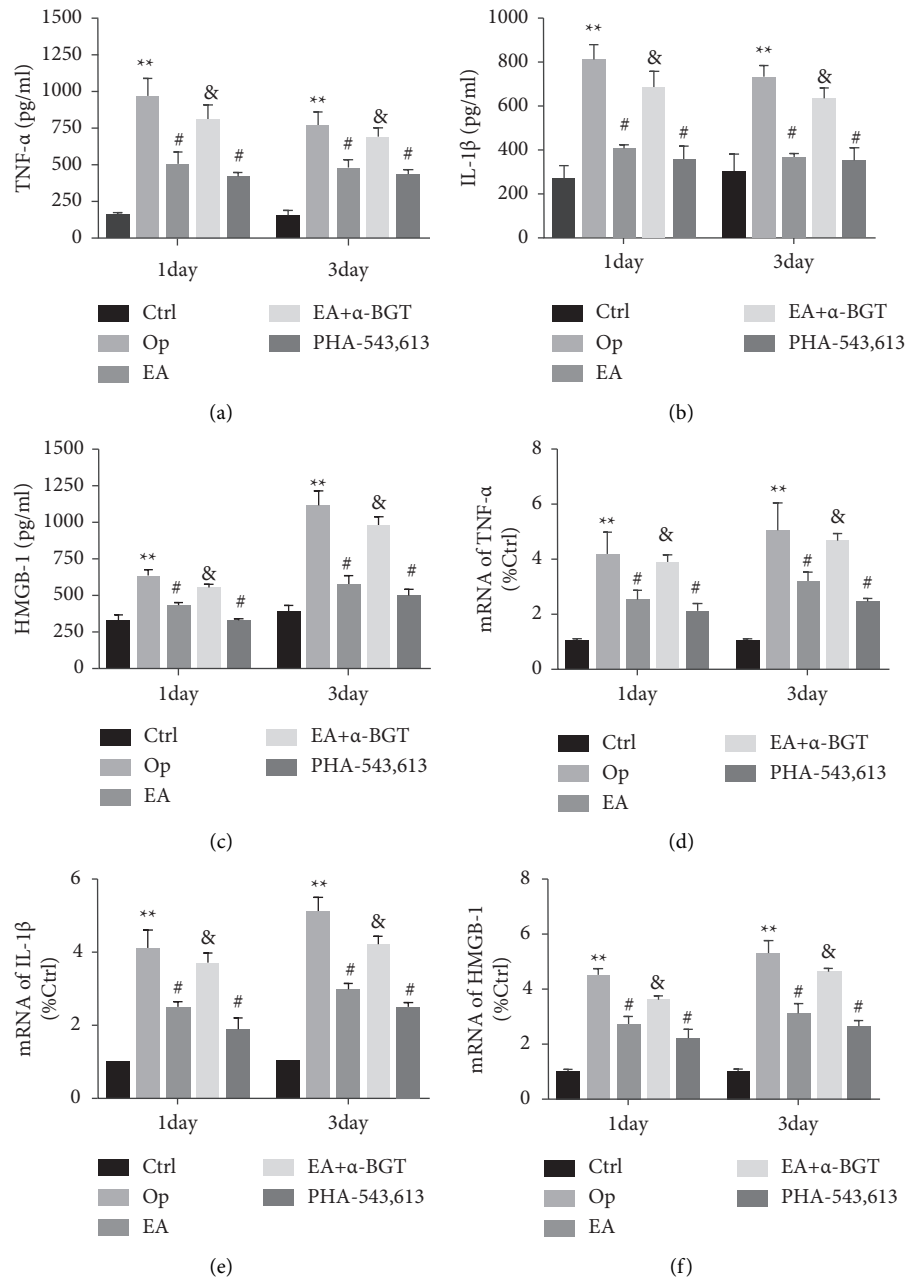 1500
1250
1000
750
500
250
0
TNF-α (pg/ml)
** & # #
** & # #
1day 3day
Ctrl EA+α-BGT
Op PHA-543,613
EA
(a)
800
600
400
200
0
IL-1β (pg/ml)
** & # #
** & # #
1day 3day
Ctrl EA+α-BGT
Op PHA-543,613
EA
(b)
1500
1250
1000
750
500
250
0
HMGB-1 (pg/ml)
** # & #
** & # #
1day 3day
Ctrl EA+α-BGT
Op PHA-543,613
EA
(c)
8
6
4
2
0
mRNA of TNF-α
(%Ctrl)
** # & #
** # & #
1day 3day
Ctrl EA+α-BGT
Op PHA-543,613
EA
(d)
6
4
2
0
mRNA of IL-1β
(%Ctrl)
** # & #
** # & #
1day 3day
Ctrl EA+α-BGT
Op PHA-543,613
EA
(e)
8
6
4
2
0
mRNA of HMGB-1
(%Ctrl)
** # & #
** # & #
1day 3day
Ctrl EA+α-BGT
Op PHA-543,613
EA
(f)